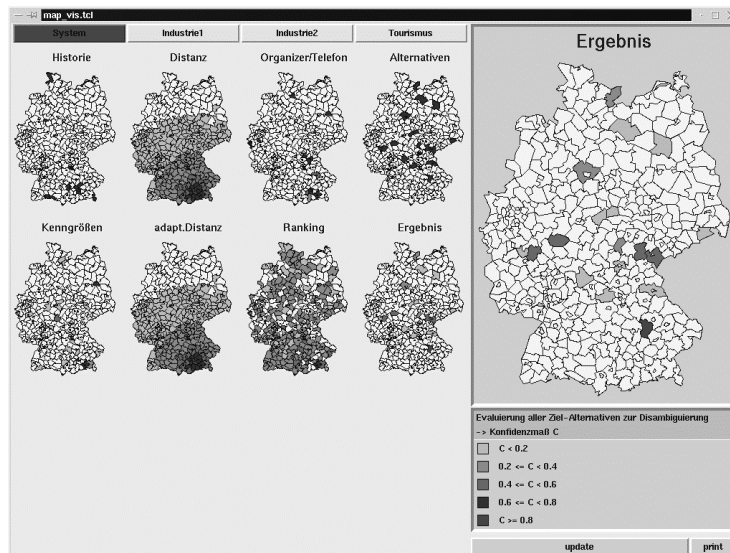 map_vis.tcl
System Industrie1 Industrie2 Tourismus
Historie Distanz Organizer/Telefon Alternativen
Kenngrößen adapt.Distanz Ranking Ergebnis
Ergebnis
Evaluierung aller Ziel-Alternativen zur Disambiguierung
-> Konfidenzmaß C
C < 0.2
0.2 <= C < 0.4
0.4 <= C < 0.6
0.6 <= C < 0.8
C >= 0.8
update print